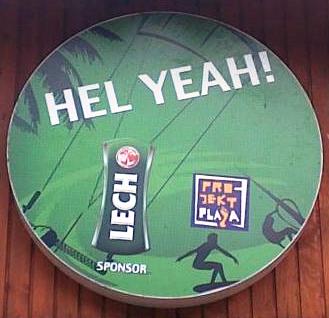 HEL YEAH!
LECH
PRO
JEKT
PLAŻA
SPONSOR